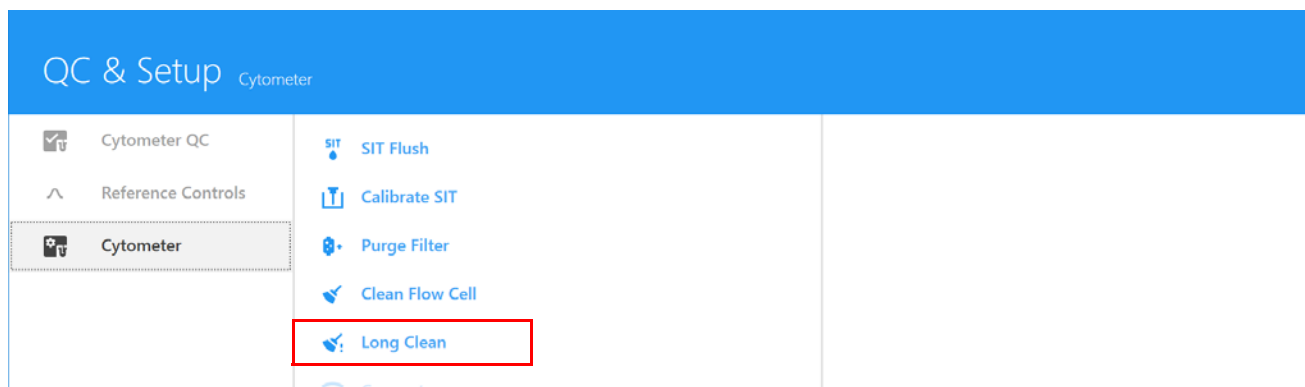 QC & Setup Cytometer
Cytometer QC
Reference Controls
Cytometer
SIT
SIT Flush
Calibrate SIT
Purge Filter
Clean Flow Cell
Long Clean